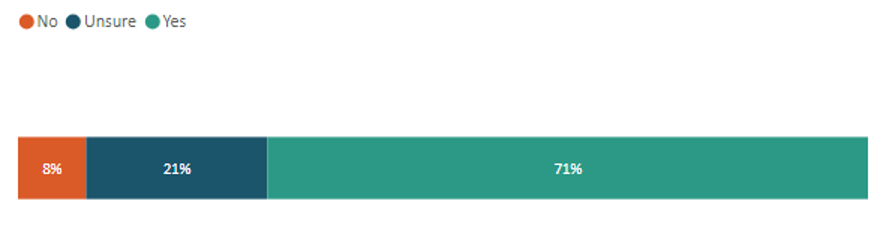 No Unsure Yes
8% 21% 71%